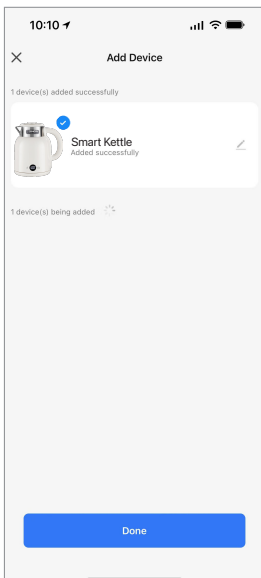 10:10
Add Device
1 device(s) added successfully
Smart Kettle
Added successfully
1 device(s) being added
Done